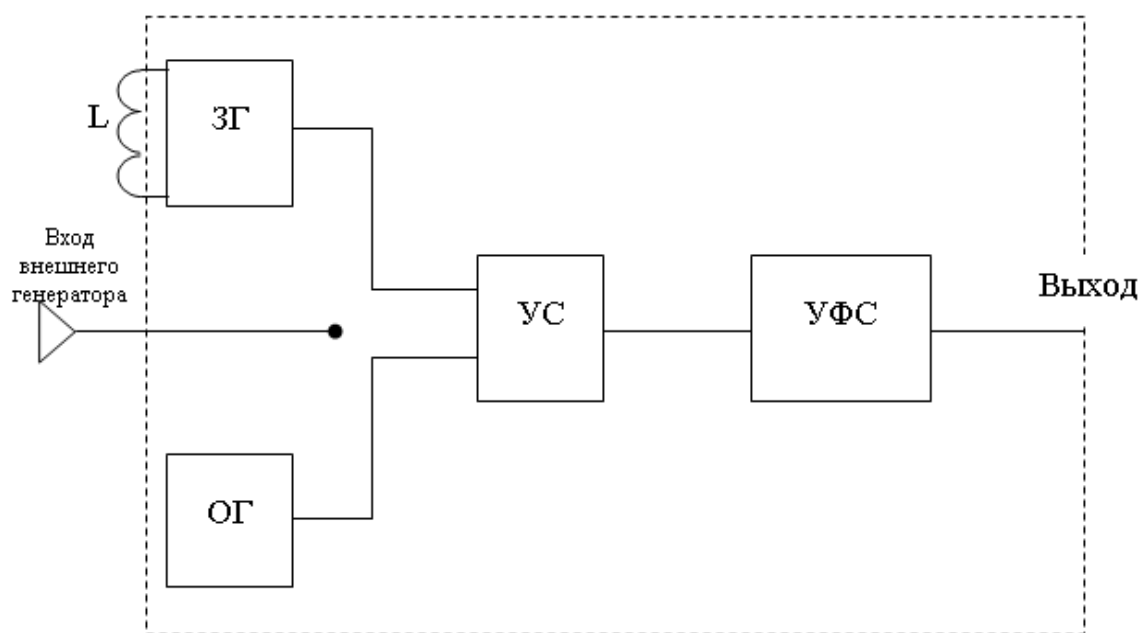 ЗГ
L
Вход
внешнего
генератора
УС
УФС
Выход
ОГ